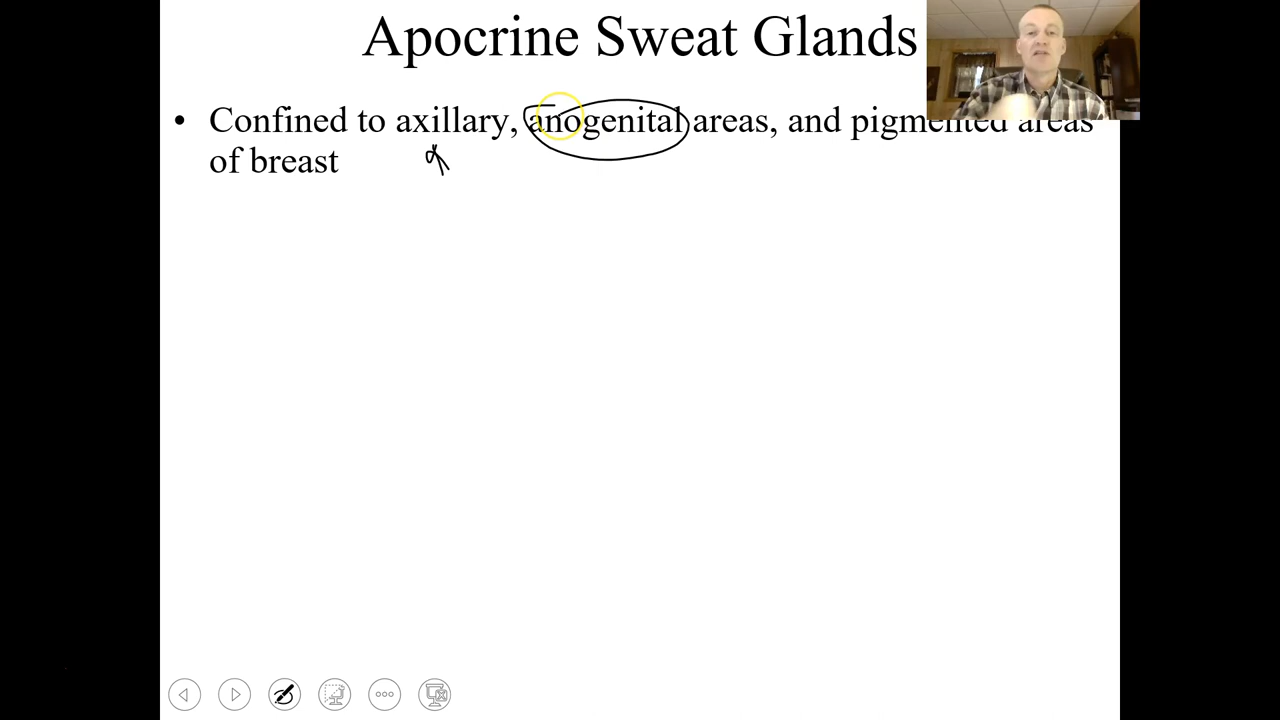 Apocrine Sweat Glands
• Confined to axillary, anogenital areas, and pigmented areas
of breast